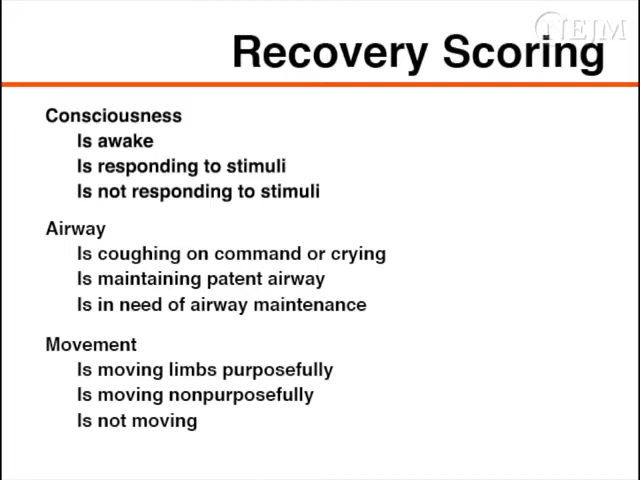 NEJM
Recovery Scoring
Consciousness
Is awake
Is responding to stimuli
Is not responding to stimuli
Airway
Is coughing on command or crying
Is maintaining patent airway
Is in need of airway maintenance
Movement
Is moving limbs purposefully
Is moving nonpurposefully
Is not moving